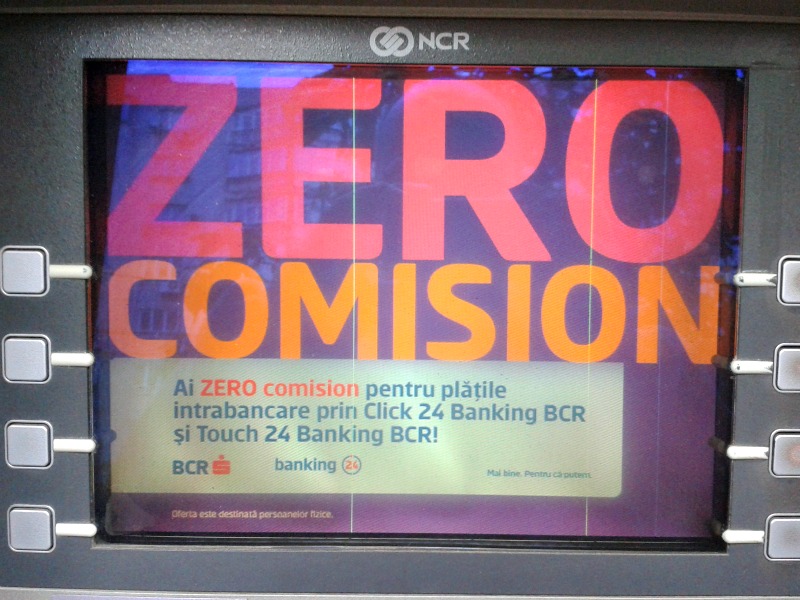 NCR
ZERO
COMISION
Ai ZERO comision pentru plățile
intrabancare prin Click 24 Banking BCR
și Touch 24 Banking BCR!
BCR banking 24
Mai bine. Pentru că putem.
Oferta este destinată persoanelor fizice.